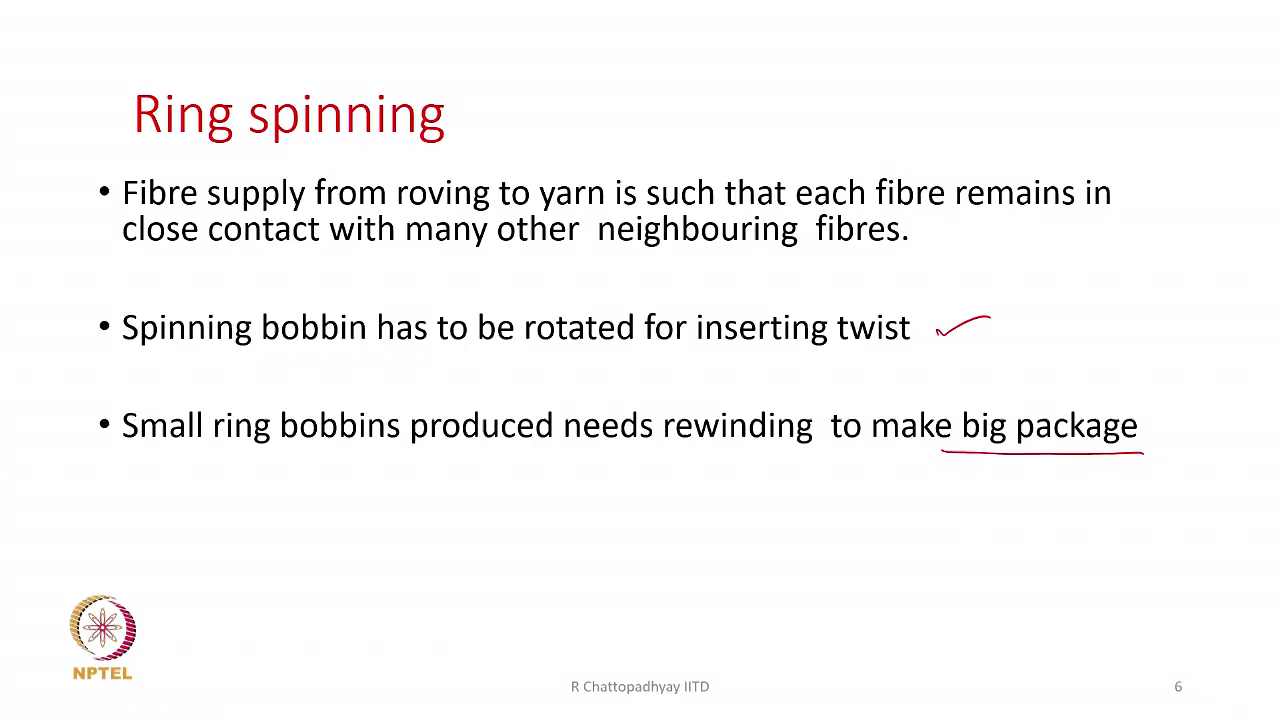 Ring spinning
• Fibre supply from roving to yarn is such that each fibre remains in
close contact with many other neighbouring fibres.
• Spinning bobbin has to be rotated for inserting twist
• Small ring bobbins produced needs rewinding to make big package
NPTEL
R Chattopadhyay IITD
6